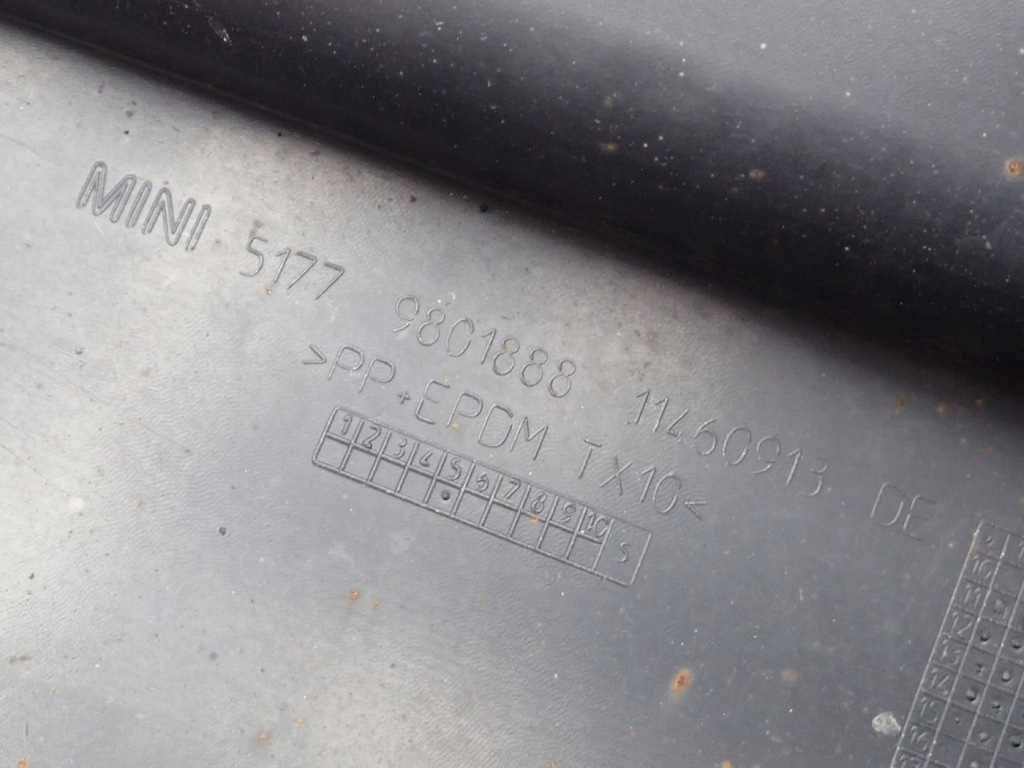 MINI 5177 9801888 11460913 DE
>PP+EPDM TX10<
1 2 3 4 5 6 7 8 9 10 S